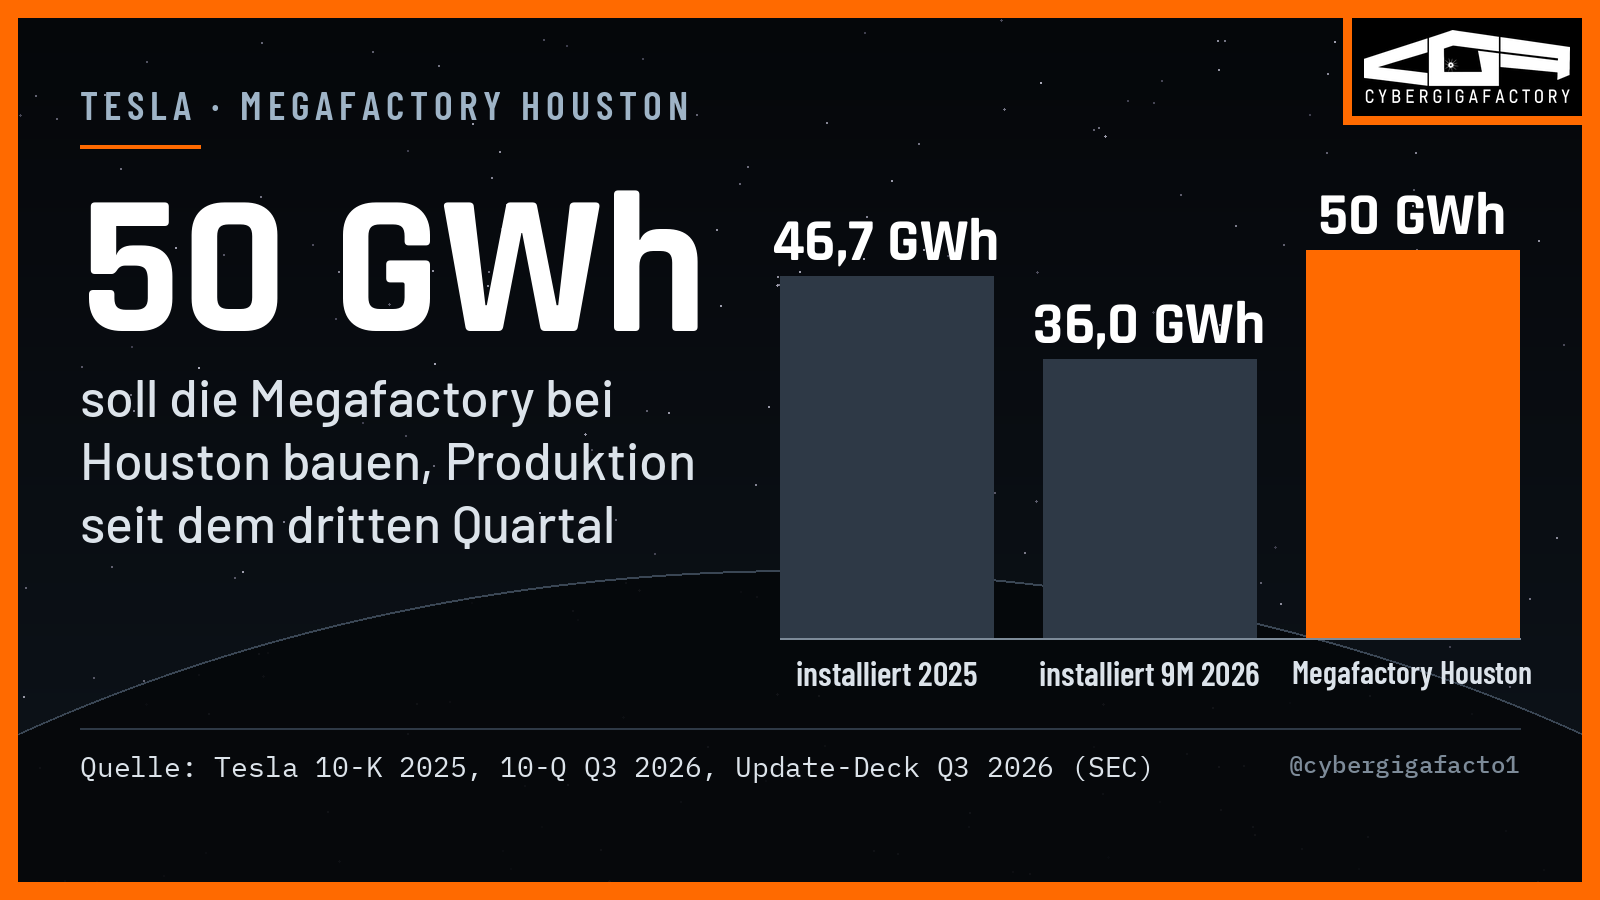 CYBERGIGAFACTORY
TESLA · MEGAFACTORY HOUSTON
50 GWh
soll die Megafactory bei
Houston bauen, Produktion
seit dem dritten Quartal
46,7 GWh
36,0 GWh
50 GWh
installiert 2025
installiert 9M 2026
Megafactory Houston
Quelle: Tesla 10-K 2025, 10-Q Q3 2026, Update-Deck Q3 2026 (SEC)
@cybergigafacto1